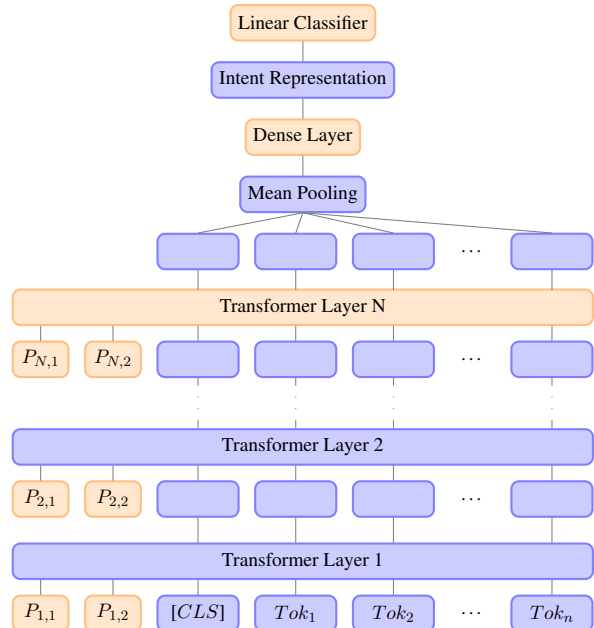 Linear Classifier
Intent Representation
Dense Layer
Mean Pooling
...
Transformer Layer N
P_{N,1} P_{N,2} ...
Transformer Layer 2
P_{2,1} P_{2,2} ...
Transformer Layer 1
P_{1,1} P_{1,2} [CLS] Tok_1 Tok_2 ... Tok_n